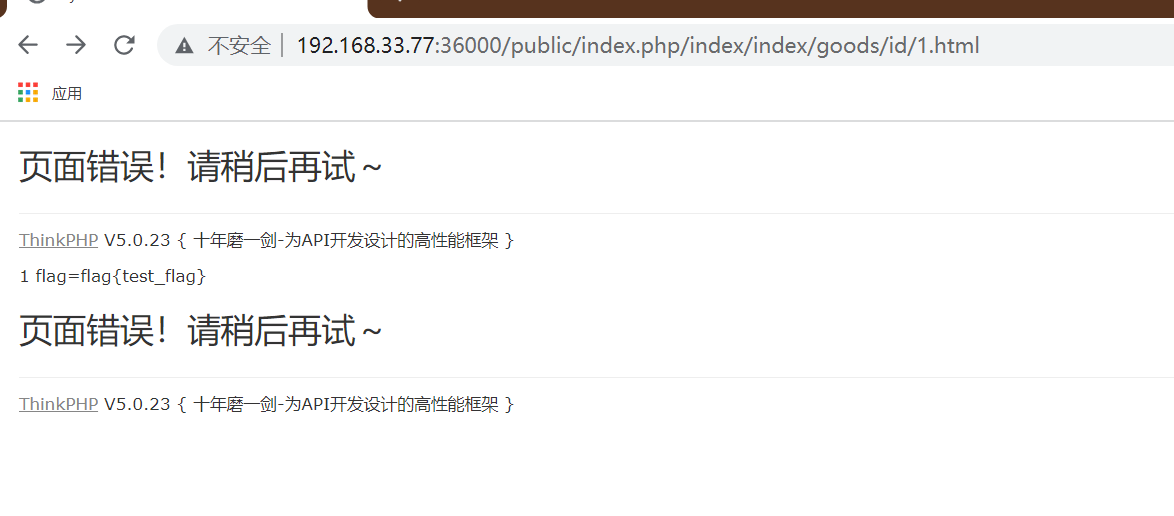 不安全 192.168.33.77:36000/public/index.php/index/index/goods/id/1.html
应用
页面错误！请稍后再试～
ThinkPHP V5.0.23 { 十年磨一剑-为API开发设计的高性能框架 }
1 flag=flag{test_flag}
页面错误！请稍后再试～
ThinkPHP V5.0.23 { 十年磨一剑-为API开发设计的高性能框架 }